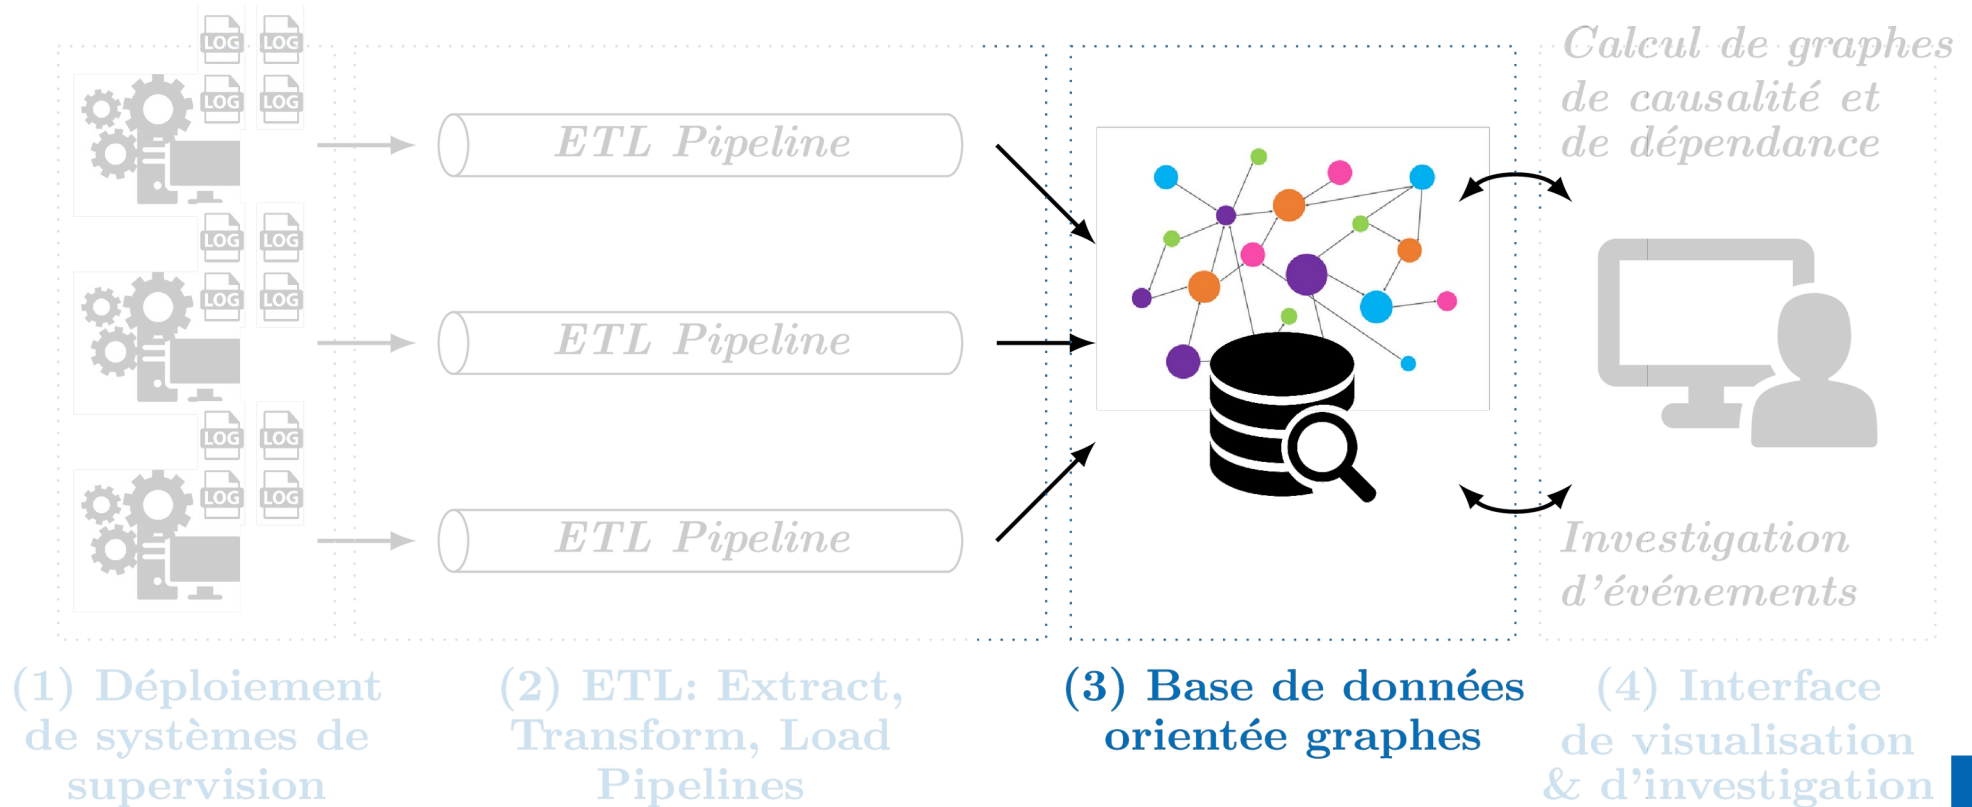 LOG LOG
LOG LOG
ETL Pipeline
LOG LOG
LOG LOG
ETL Pipeline
LOG LOG
LOG LOG
ETL Pipeline
Calcul de graphes
de causalité et
de dépendance
Investigation
d'événements
(1) Déploiement
de systèmes de
supervision
(2) ETL: Extract,
Transform, Load
Pipelines
(3) Base de données
orientée graphes
(4) Interface
de visualisation
& d'investigation